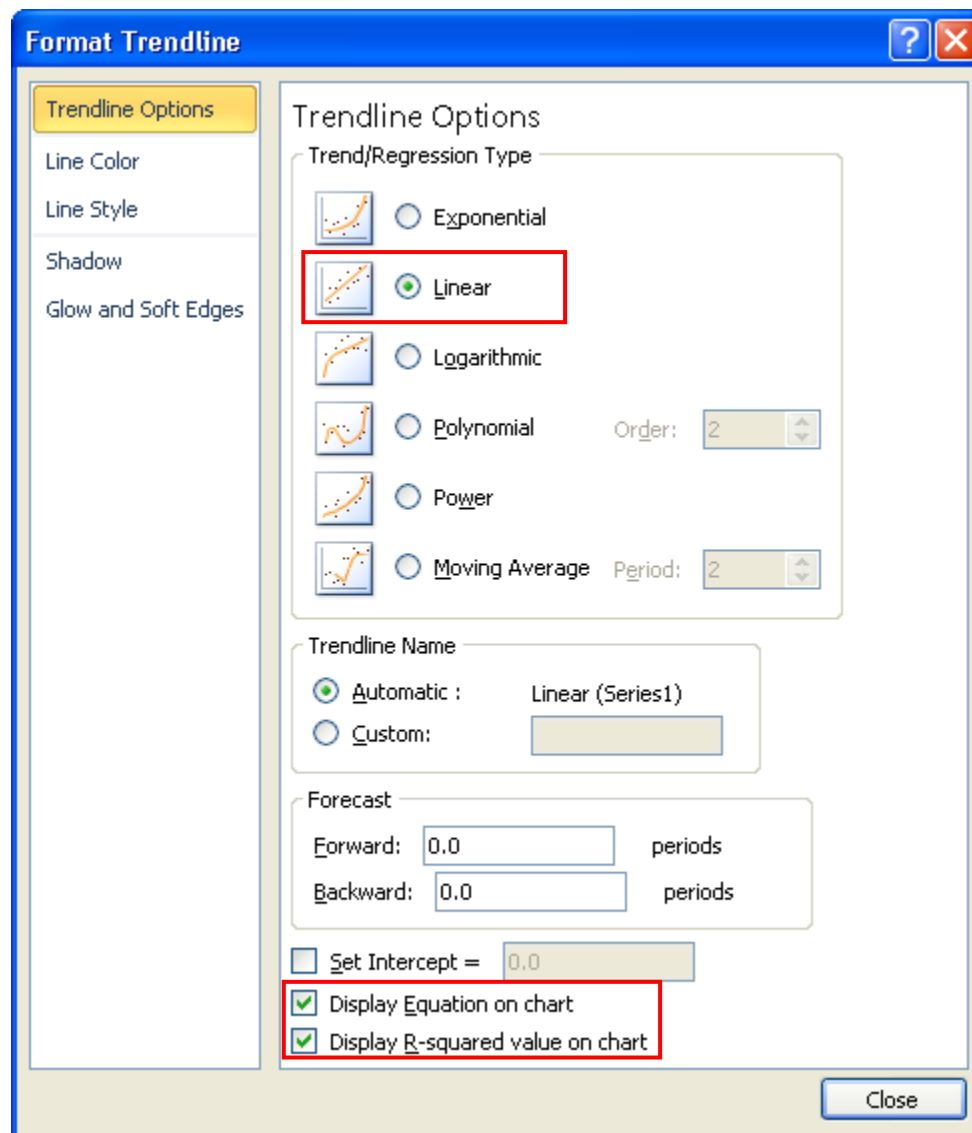 Format Trendline
?
Trendline Options
Line Color
Line Style
Shadow
Glow and Soft Edges
Trendline Options
Trend/Regression Type
Exponential
Linear
Logarithmic
Polynomial Order: 2
Power
Moving Average Period: 2
Trendline Name
Automatic : Linear (Series1)
Custom:
Forecast
Forward: 0.0 periods
Backward: 0.0 periods
Set Intercept = 0.0
Display Equation on chart
Display R-squared value on chart
Close